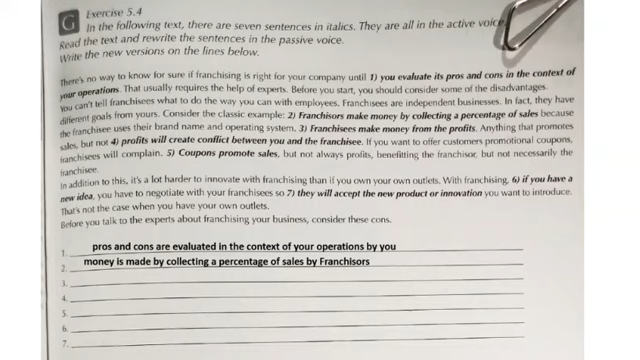 G
Exercise 5.4
In the following text, there are seven sentences in italics. They are all in the active voice.
Read the text and rewrite the sentences in the passive voice.
Write the new versions on the lines below.
There's no way to know for sure if franchising is right for your company until 1) you evaluate its pros and cons in the context of
your operations. That usually requires the help of experts. Before you start, you should consider some of the disadvantages.
You can't tell franchisees what to do the way you can with employees. Franchisees are independent businesses. In fact, they have
different goals from yours. Consider the classic example: 2) Franchisors make money by collecting a percentage of sales because
the franchisee uses their brand name and operating system. 3) Franchisees make money from the profits. Anything that promotes
sales, but not 4) profits will create conflict between you and the franchisee. If you want to offer customers promotional coupons,
franchisees will complain. 5) Coupons promote sales, but not always profits, benefitting the franchisor, but not necessarily the
franchisee.
In addition to this, it's a lot harder to innovate with franchising than if you own your own outlets. With franchising, 6) if you have a
new idea, you have to negotiate with your franchisees so 7) they will accept the new product or innovation you want to introduce.
That's not the case when you have your own outlets.
Before you talk to the experts about franchising your business, consider these cons.
1. pros and cons are evaluated in the context of your operations by you
2. money is made by collecting a percentage of sales by Franchisors
3.
4.
5.
6.
7.